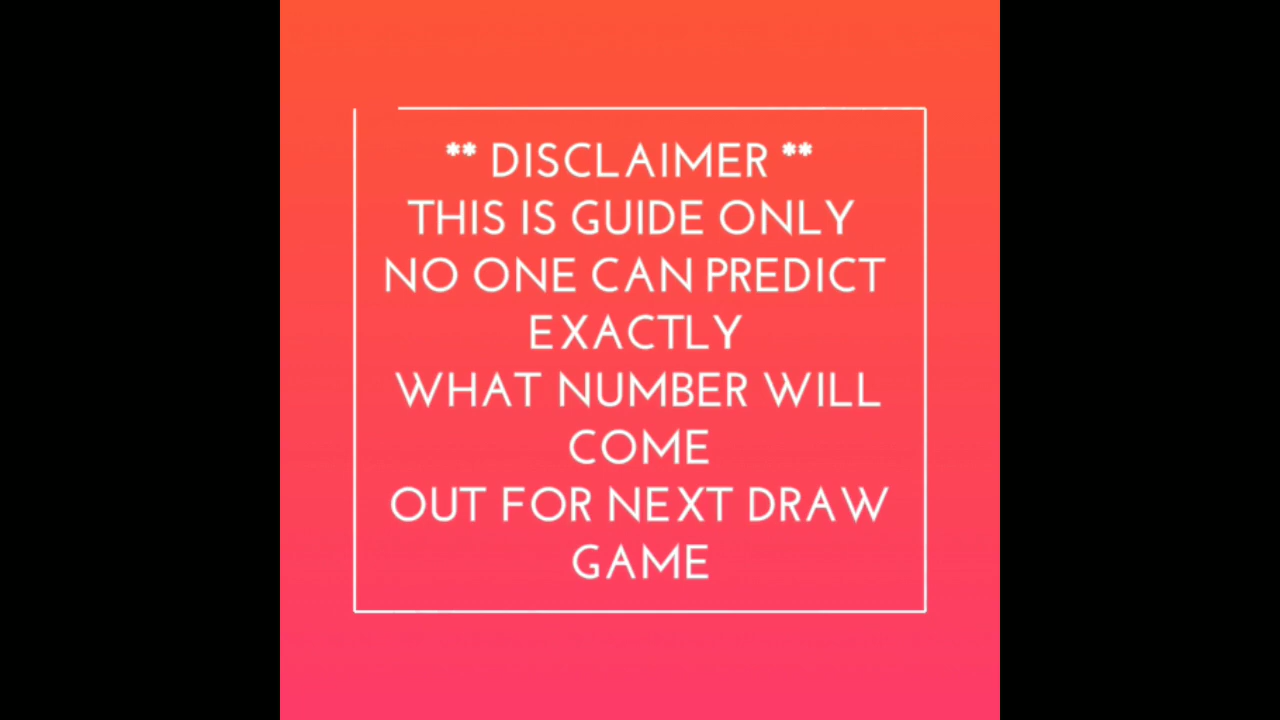 ** DISCLAIMER **
THIS IS GUIDE ONLY
NO ONE CAN PREDICT
EXACTLY
WHAT NUMBER WILL
COME
OUT FOR NEXT DRAW
GAME